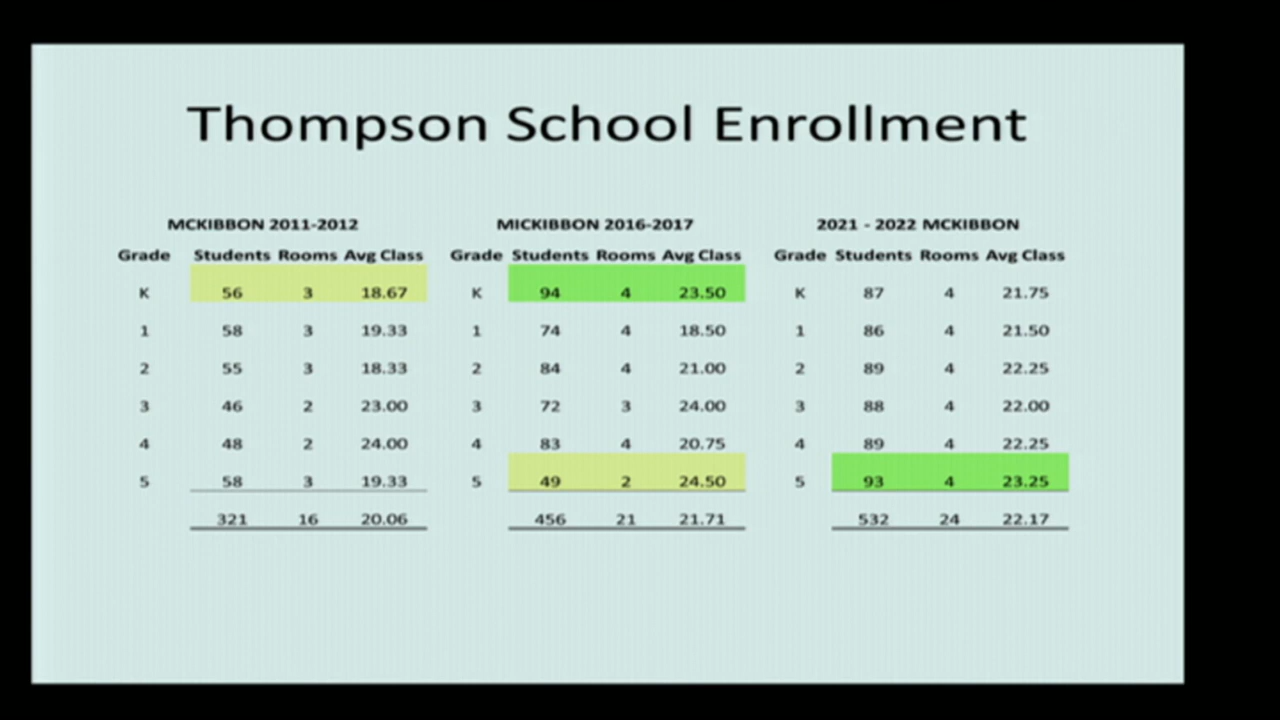 Thompson School Enrollment
MCKIBBON 2011-2012 MICKIBBON 2016-2017 2021 - 2022 MCKIBBON
Grade Students Rooms Avg Class Grade Students Rooms Avg Class Grade Students Rooms Avg Class
K 56 3 18.67 K 94 4 23.50 K 87 4 21.75
1 58 3 19.33 1 74 4 18.50 1 86 4 21.50
2 55 3 18.33 2 84 4 21.00 2 89 4 22.25
3 46 2 23.00 3 72 3 24.00 3 88 4 22.00
4 48 2 24.00 4 83 4 20.75 4 89 4 22.25
5 58 3 19.33 5 49 2 24.50 5 93 4 23.25
321 16 20.06 456 21 21.71 532 24 22.17